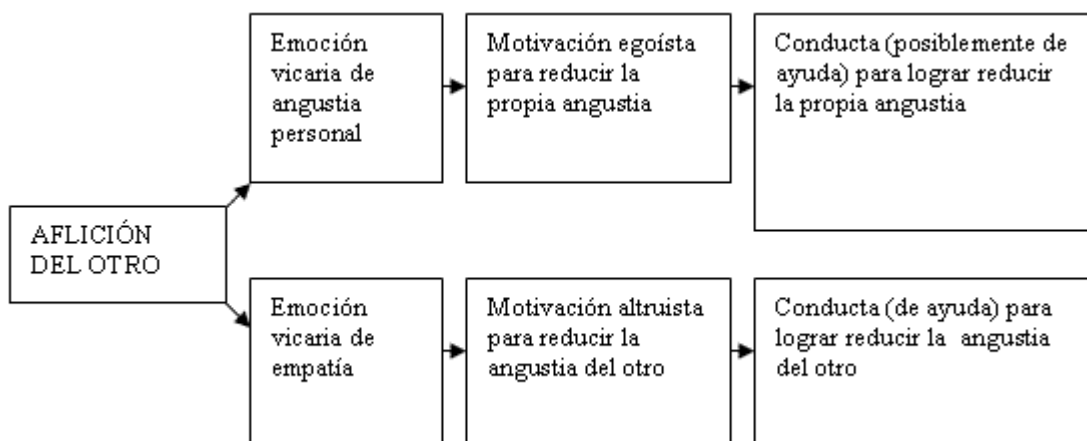 Emoción
vicaria de
angustia
personal
Motivación egoísta
para reducir la
propia angustia
Conducta (posiblemente de
ayuda) para lograr reducir
la propia angustia
AFLICIÓN
DEL OTRO
Emoción
vicaria de
empatía
Motivación altruista
para reducir la
angustia del otro
Conducta (de ayuda) para
lograr reducir la angustia
del otro